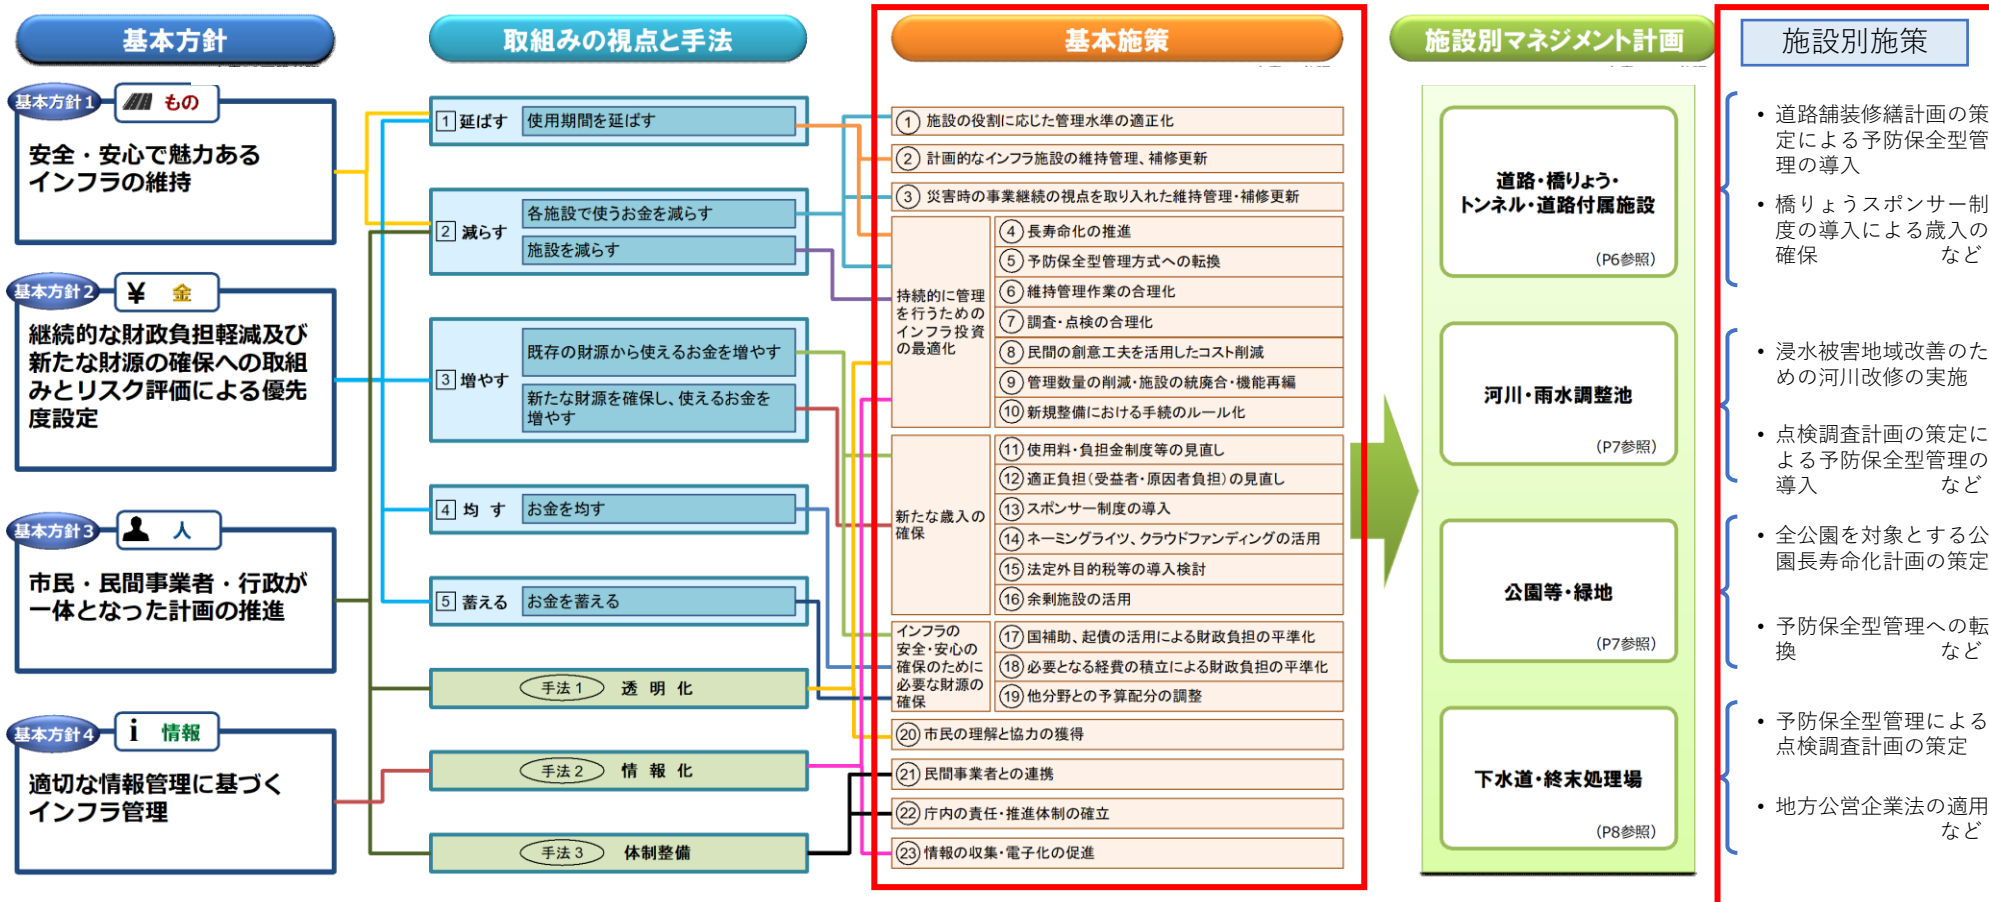 基本方針
取組みの視点と手法
基本施策
施設別マネジメント計画
施設別施策
基本方針1
もの
安全・安心で魅力ある
インフラの維持
基本方針2
¥ 金
継続的な財政負担軽減及び
新たな財源の確保への取組
みとリスク評価による優先
度設定
基本方針3
人
市民・民間事業者・行政が
一体となった計画の推進
基本方針4
i 情報
適切な情報管理に基づく
インフラ管理
1 延ばす
使用期間を延ばす
2 減らす
各施設で使うお金を減らす
施設を減らす
3 増やす
既存の財源から使えるお金を増やす
新たな財源を確保し、使えるお金を
増やす
4 均 す
お金を均す
5 蓄える
お金を蓄える
手法1 透 明 化
手法2 情 報 化
手法3 体制整備
① 施設の役割に応じた管理水準の適正化
② 計画的なインフラ施設の維持管理、補修更新
③ 災害時の事業継続の視点を取り入れた維持管理・補修更新
持続的に管理
を行うための
インフラ投資
の最適化
④ 長寿命化の推進
⑤ 予防保全型管理方式への転換
⑥ 維持管理作業の合理化
⑦ 調査・点検の合理化
⑧ 民間の創意工夫を活用したコスト削減
⑨ 管理数量の削減・施設の統廃合・機能再編
⑩ 新規整備における手続のルール化
新たな歳入の
確保
⑪ 使用料・負担金制度等の見直し
⑫ 適正負担(受益者・原因者負担)の見直し
⑬ スポンサー制度の導入
⑭ ネーミングライツ、クラウドファンディングの活用
⑮ 法定外目的税等の導入検討
⑯ 余剰施設の活用
インフラの
安全・安心の
確保のために
必要な財源の
確保
⑰ 国補助、起債の活用による財政負担の平準化
⑱ 必要となる経費の積立による財政負担の平準化
⑲ 他分野との予算配分の調整
⑳ 市民の理解と協力の獲得
㉑ 民間事業者との連携
㉒ 庁内の責任・推進体制の確立
㉓ 情報の収集・電子化の促進
道路・橋りょう・
トンネル・道路付属施設
(P6参照)
河川・雨水調整池
(P7参照)
公園等・緑地
(P7参照)
下水道・終末処理場
(P8参照)
• 道路舗装修繕計画の策
定による予防保全型管
理の導入
• 橋りょうスポンサー制
度の導入による歳入の
確保 など
• 浸水被害地域改善のた
めの河川改修の実施
• 点検調査計画の策定に
よる予防保全型管理の
導入 など
• 全公園を対象とする公
園長寿命化計画の策定
• 予防保全型管理への転
換 など
• 予防保全型管理による
点検調査計画の策定
• 地方公営企業法の適用
など